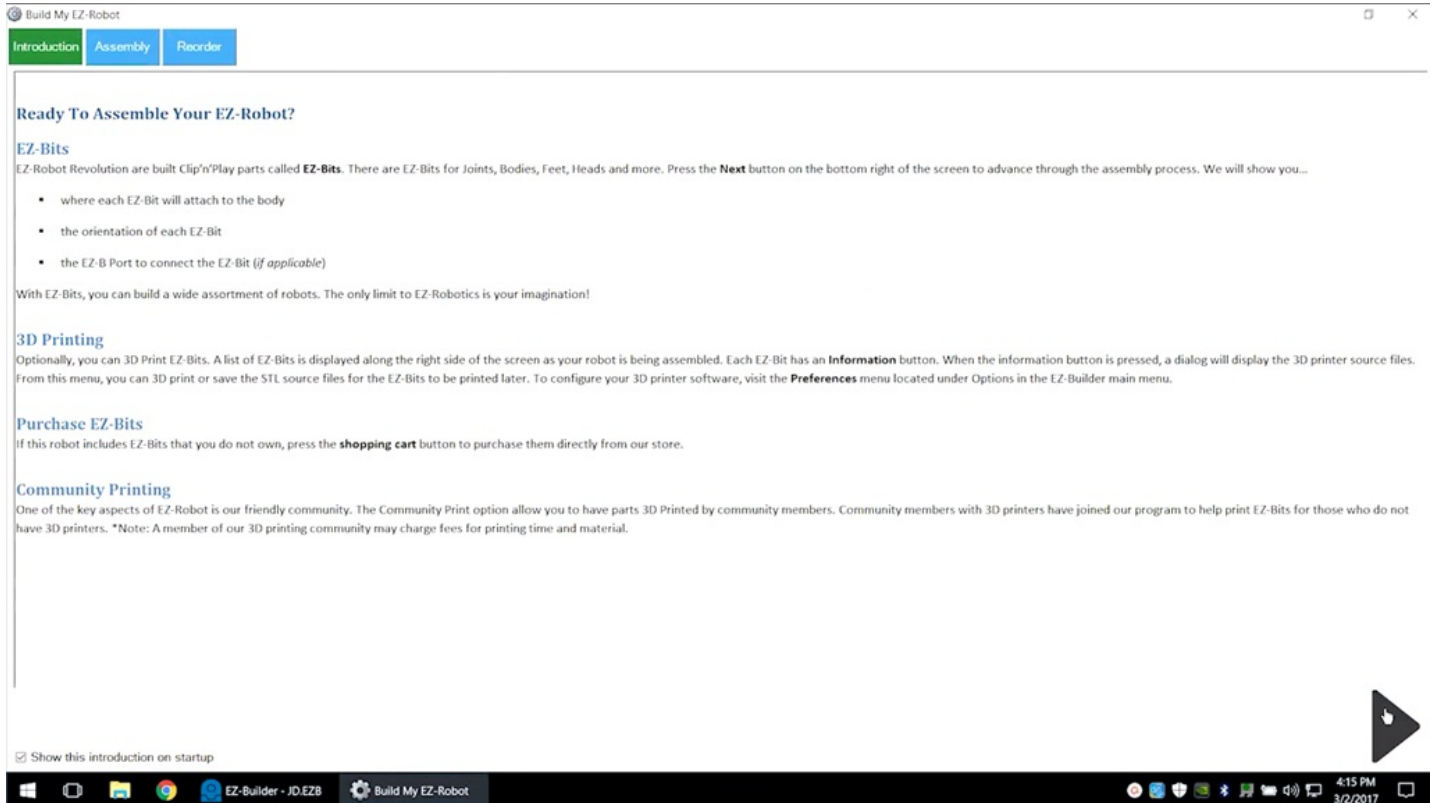 Build My EZ-Robot
Introduction
Assembly
Reorder
Ready To Assemble Your EZ-Robot?
EZ-Bits
EZ-Robot Revolution are built Clip'n'Play parts called EZ-Bits. There are EZ-Bits for Joints, Bodies, Feet, Heads and more. Press the Next button on the bottom right of the screen to advance through the assembly process. We will show you...
▪ where each EZ-Bit will attach to the body
▪ the orientation of each EZ-Bit
▪ the EZ-B Port to connect the EZ-Bit (if applicable)
With EZ-Bits, you can build a wide assortment of robots. The only limit to EZ-Robotics is your imagination!
3D Printing
Optionally, you can 3D Print EZ-Bits. A list of EZ-Bits is displayed along the right side of the screen as your robot is being assembled. Each EZ-Bit has an Information button. When the information button is pressed, a dialog will display the 3D printer source files.
From this menu, you can 3D print or save the STL source files for the EZ-Bits to be printed later. To configure your 3D printer software, visit the Preferences menu located under Options in the EZ-Builder main menu.
Purchase EZ-Bits
If this robot includes EZ-Bits that you do not own, press the shopping cart button to purchase them directly from our store.
Community Printing
One of the key aspects of EZ-Robot is our friendly community. The Community Print option allow you to have parts 3D Printed by community members. Community members with 3D printers have joined our program to help print EZ-Bits for those who do not
have 3D printers. *Note: A member of our 3D printing community may charge fees for printing time and material.
Show this introduction on startup
EZ-Builder - JD.EZB
Build My EZ-Robot
4:15 PM
3/2/2017